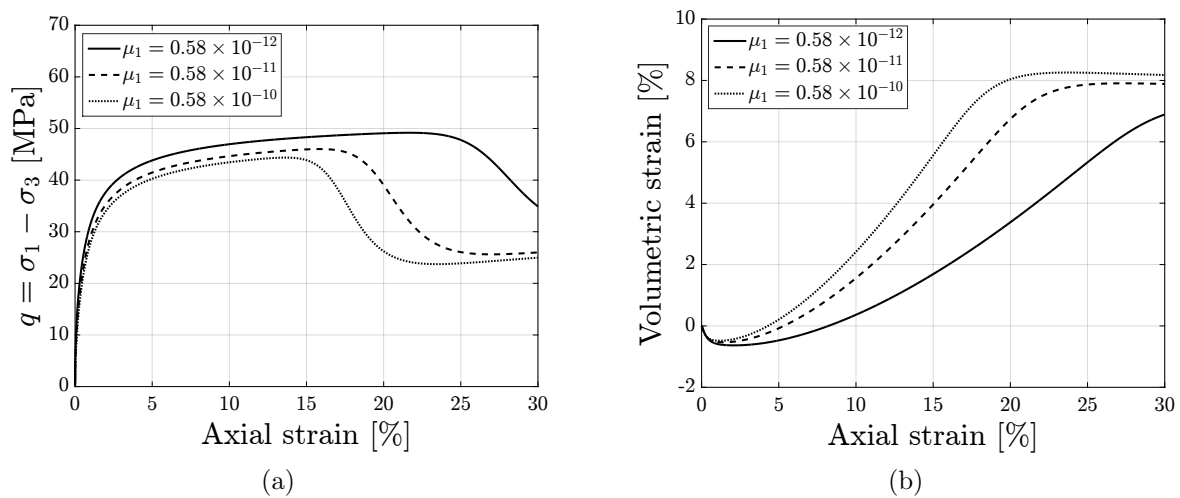 70
60
50
40
30
20
10
0
q = σ₁ − σ₃ [MPa]
μ₁ = 0.58 × 10⁻¹²
μ₁ = 0.58 × 10⁻¹¹
μ₁ = 0.58 × 10⁻¹⁰
0 5 10 15 20 25 30
Axial strain [%]
(a)
10
8
6
4
2
0
-2
Volumetric strain [%]
μ₁ = 0.58 × 10⁻¹²
μ₁ = 0.58 × 10⁻¹¹
μ₁ = 0.58 × 10⁻¹⁰
0 5 10 15 20 25 30
Axial strain [%]
(b)